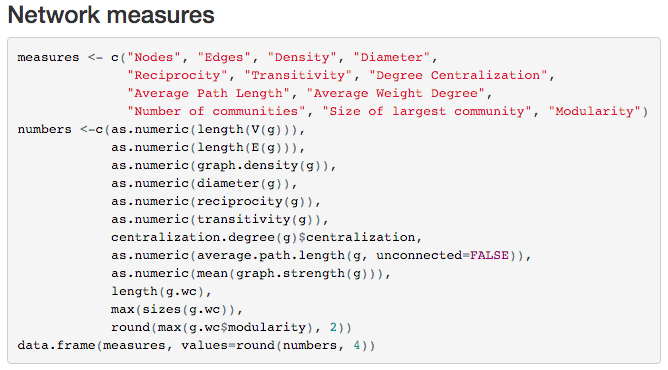 Network measures
measures <- c("Nodes", "Edges", "Density", "Diameter",
"Reciprocity", "Transitivity", "Degree Centralization",
"Average Path Length", "Average Weight Degree",
"Number of communities", "Size of largest community", "Modularity")
numbers <-c(as.numeric(length(V(g))),
as.numeric(length(E(g))),
as.numeric(graph.density(g)),
as.numeric(diameter(g)),
as.numeric(reciprocity(g)),
as.numeric(transitivity(g)),
centralization.degree(g)$centralization,
as.numeric(average.path.length(g, unconnected=FALSE)),
as.numeric(mean(graph.strength(g))),
length(g.wc),
max(sizes(g.wc)),
round(max(g.wc$modularity), 2))
data.frame(measures, values=round(numbers, 4))